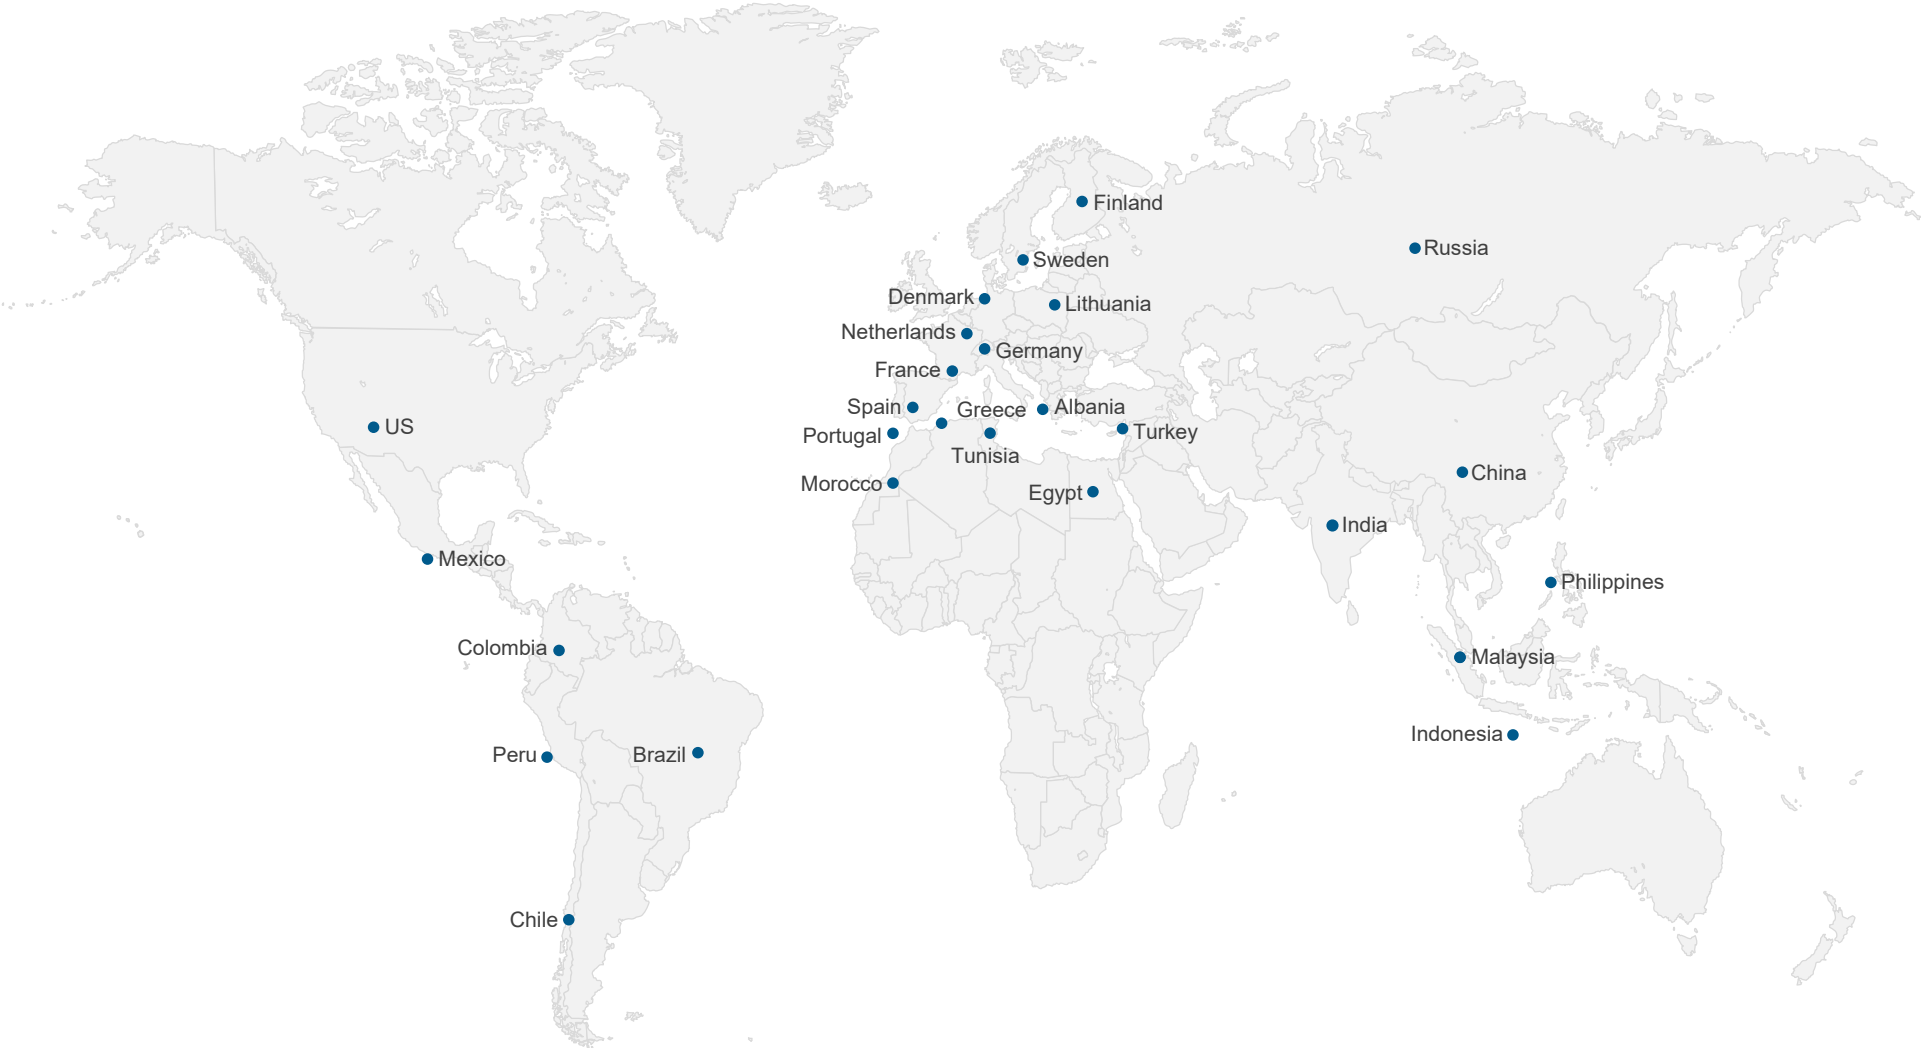 Finland
Russia
Sweden
Denmark
Lithuania
Netherlands
Germany
France
Spain
Greece
Albania
US
Portugal
Turkey
Tunisia
China
Morocco
Egypt
India
Mexico
Philippines
Colombia
Malaysia
Indonesia
Peru
Brazil
Chile